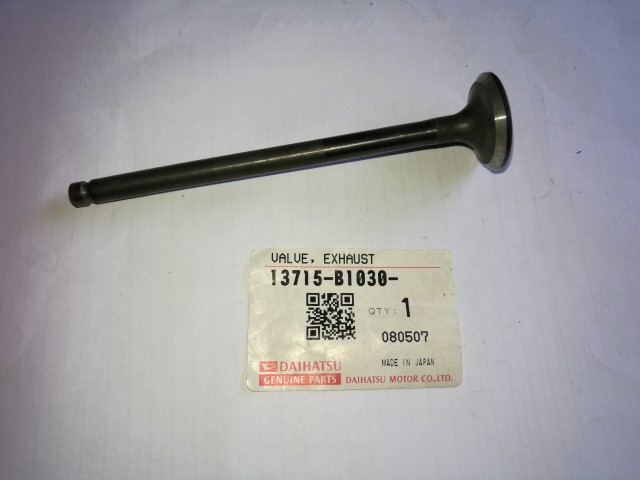 VALVE, EXHAUST
13715-B1030-
QTY: 1
080507
DAIHATSU MADE IN JAPAN
GENUINE PARTS DAIHATSU MOTOR CO.,LTD.